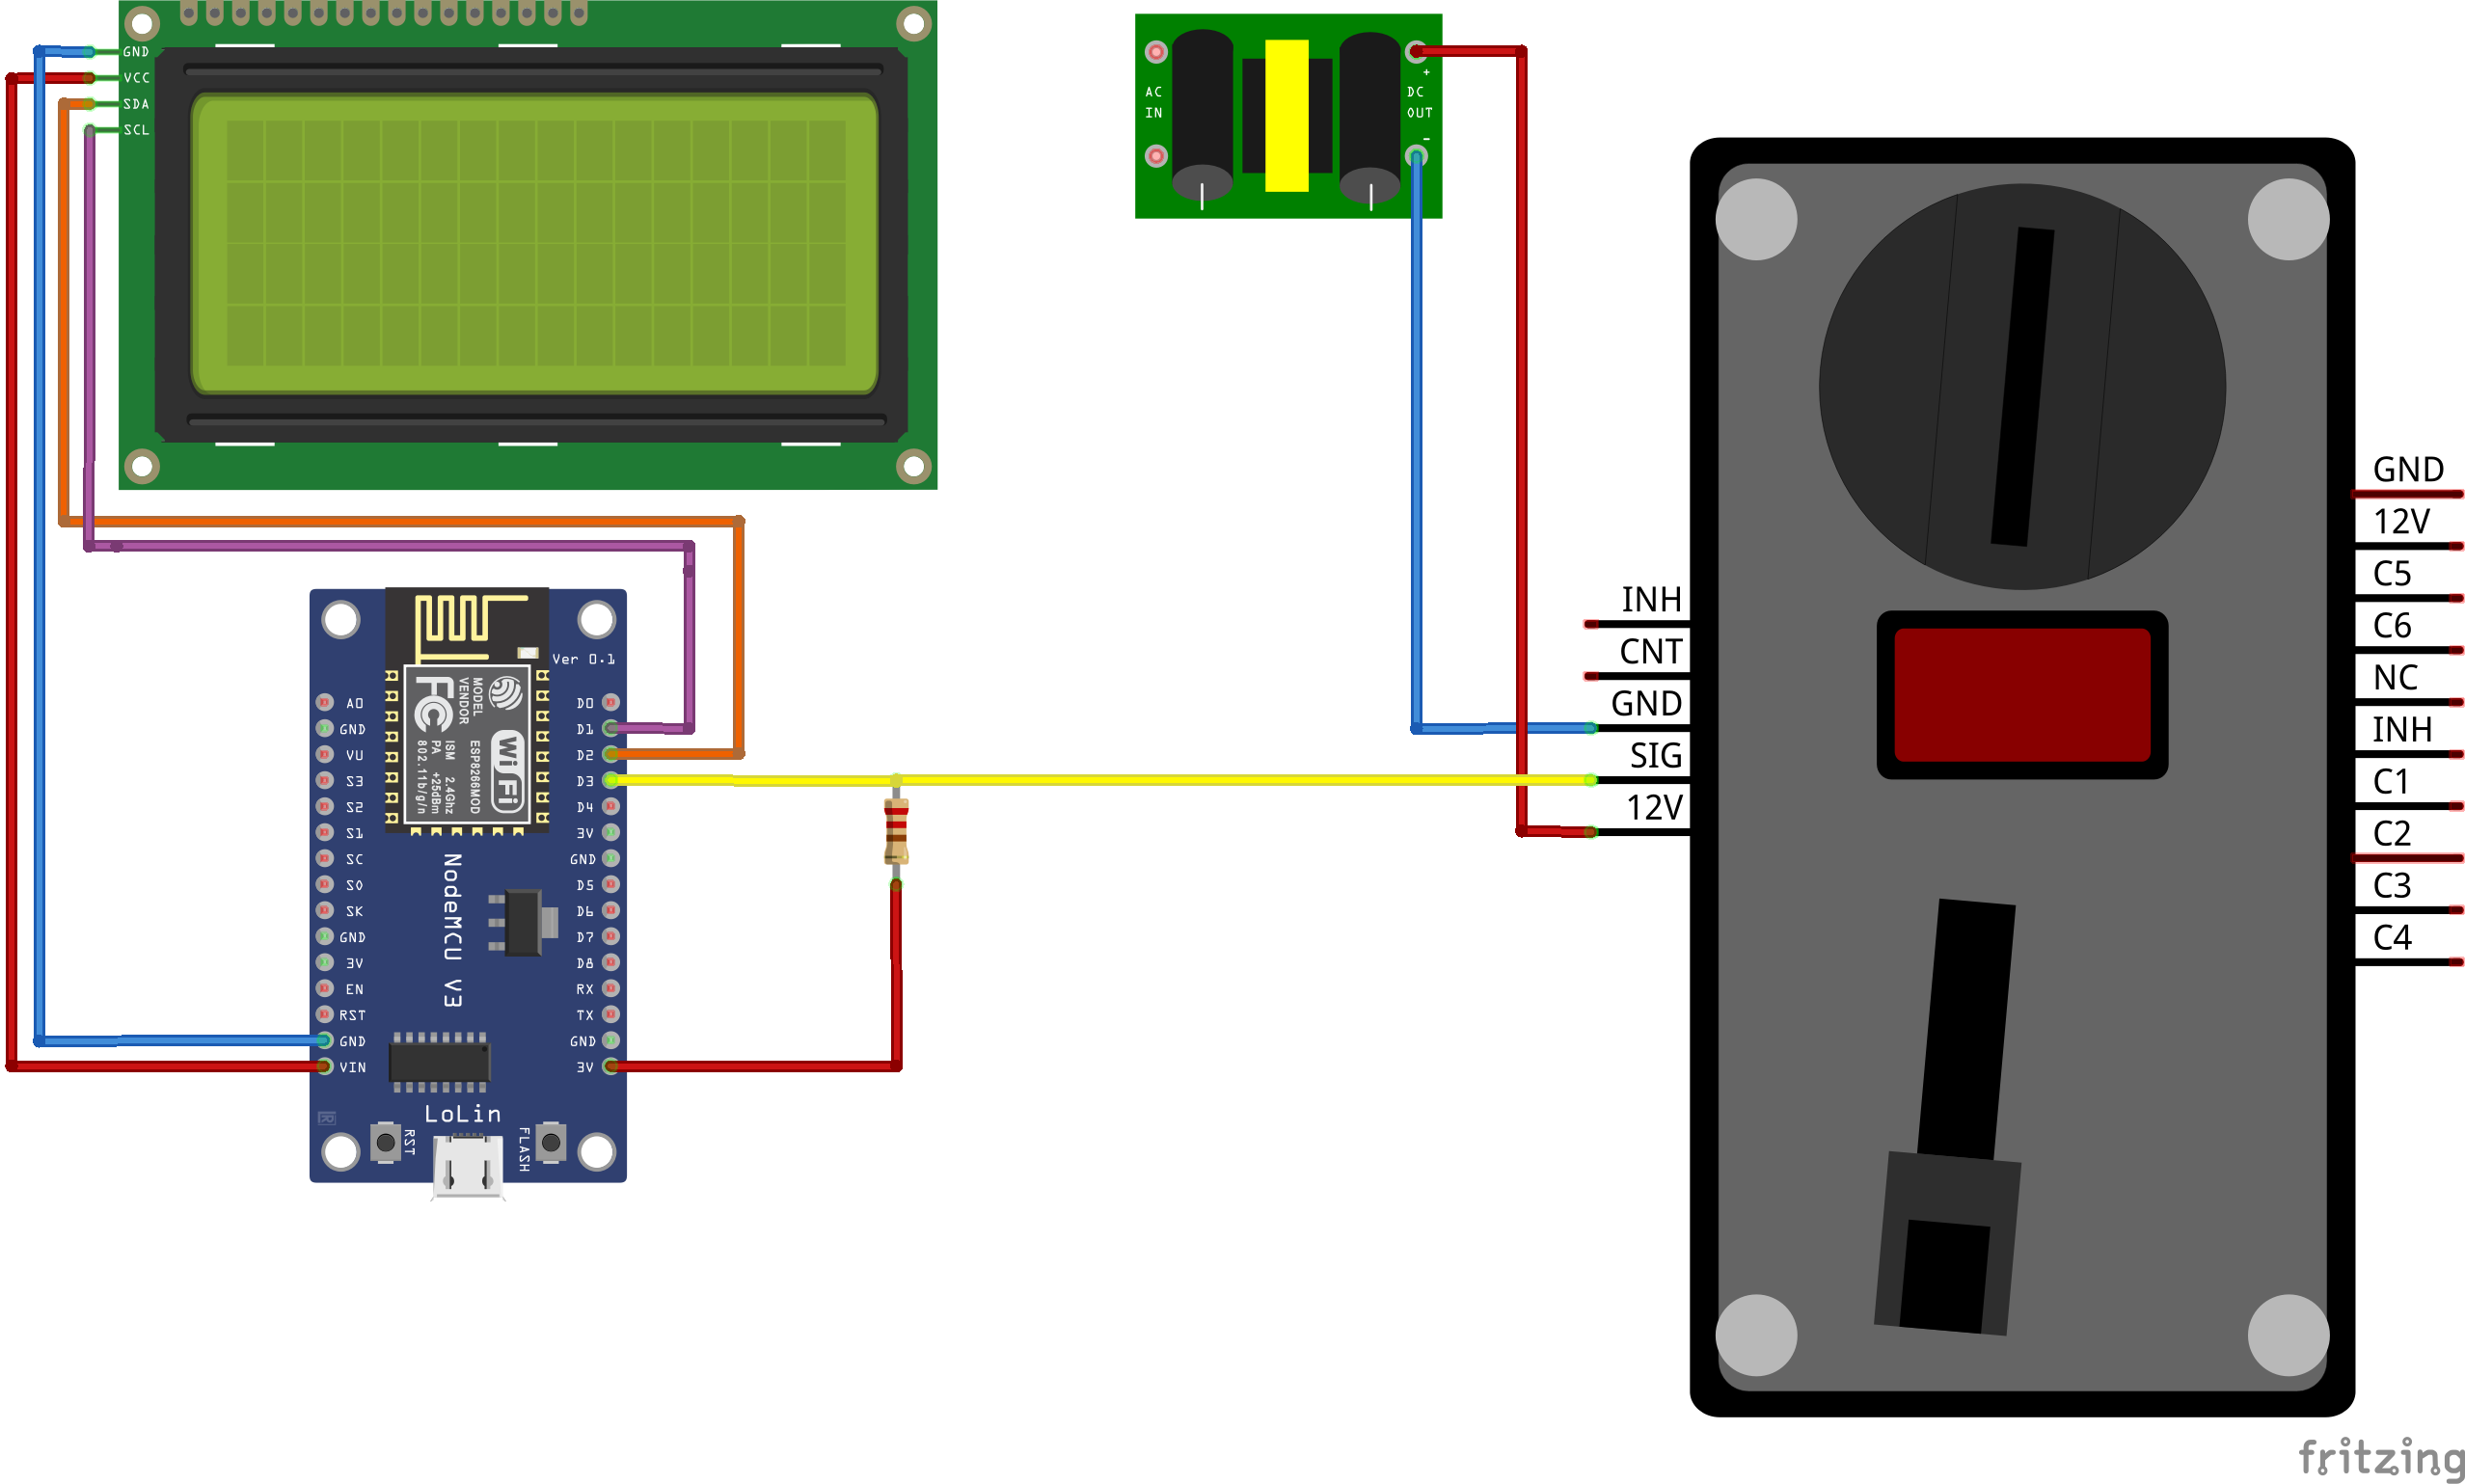 GND
VCC
SDA
SCL
AC
IN
+
DC
OUT
-
INH
CNT
GND
SIG
12V
GND
12V
C5
C6
NC
INH
C1
C2
C3
C4
Ver 0.1
A0
GND
VU
S3
S2
S1
SC
S0
SK
GND
3V
EN
RST
GND
VIN
D0
D1
D2
D3
D4
3V
GND
D5
D6
D7
D8
RX
TX
GND
3V
MODEL
VENDOR
ESP8266MOD
ISM 2.4Ghz
PA +25dBm
802.11b/g/n
FC
WiFi
NodeMCU V3
LoLin
RST
FLASH
fritzing